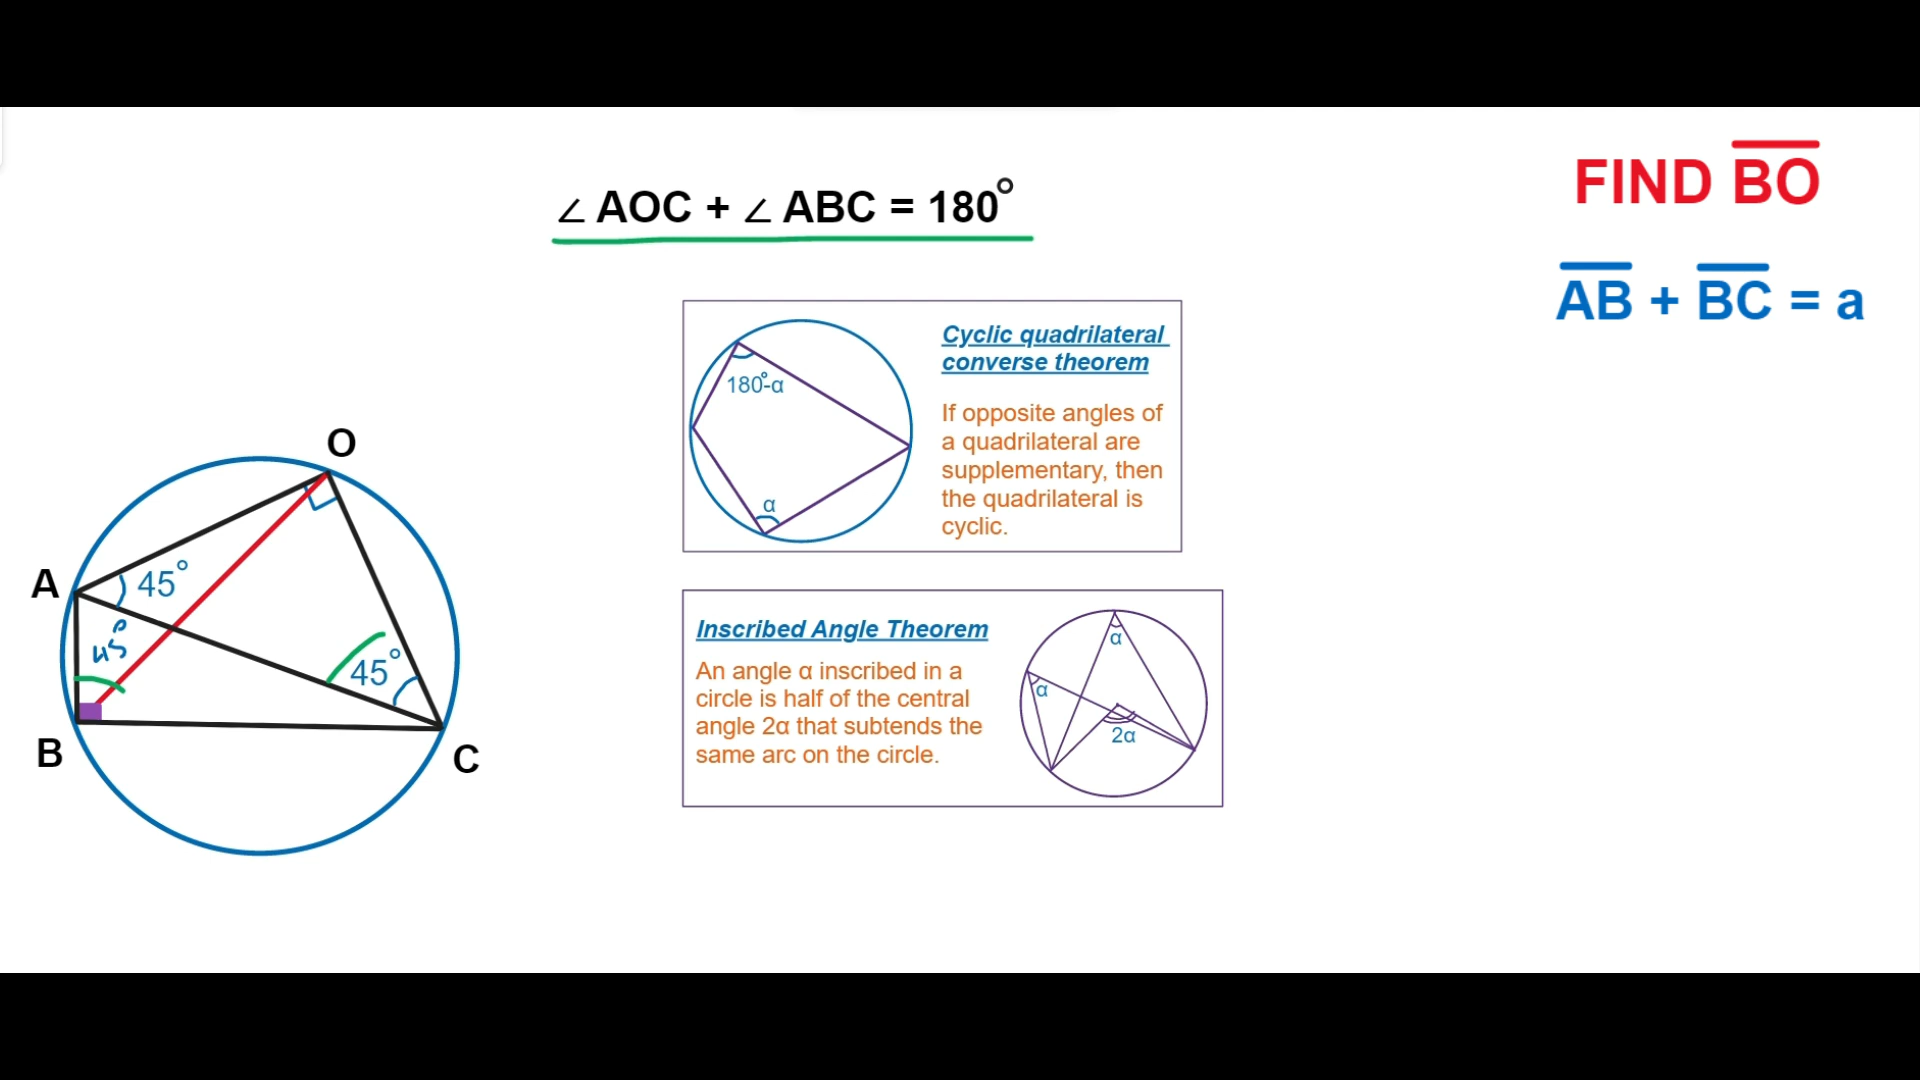 ∠ AOC + ∠ ABC = 180°
FIND BO
AB + BC = a
Cyclic quadrilateral
converse theorem
If opposite angles of
a quadrilateral are
supplementary, then
the quadrilateral is
cyclic.
180°-α
α
O
A
45°
45°
45°
B
C
Inscribed Angle Theorem
An angle α inscribed in a
circle is half of the central
angle 2α that subtends the
same arc on the circle.
α
α
2α